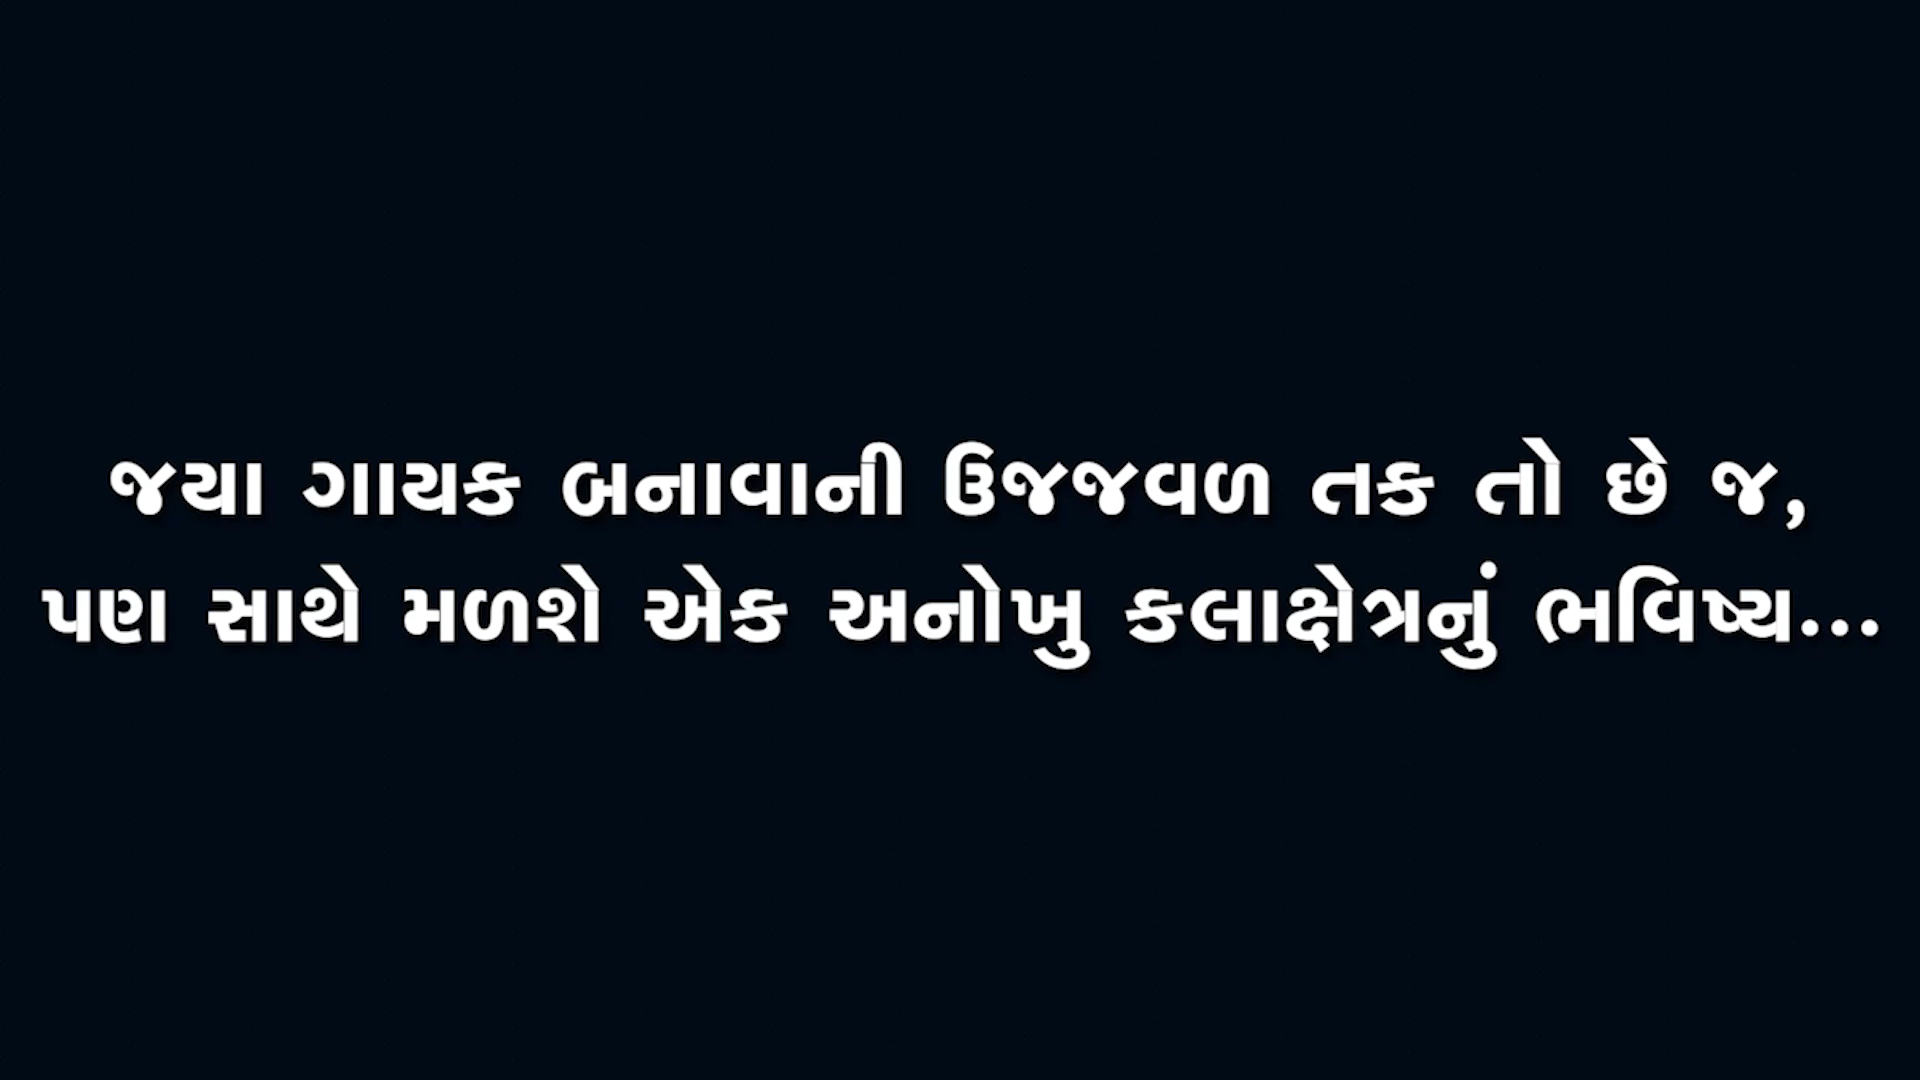 જયા ગાયક બનાવાની ઉજજવળ તક તો છે જ,
પણ સાથે મળશે એક અનોખુ કલાક્ષેત્રનું ભવિષ્ય...